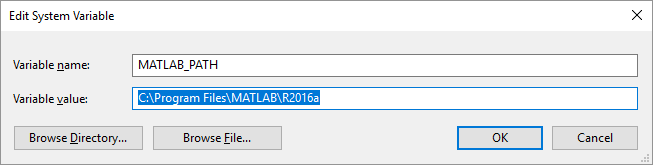 Edit System Variable
Variable name: MATLAB_PATH
Variable value: C:\Program Files\MATLAB\R2016a
Browse Directory... Browse File... OK Cancel